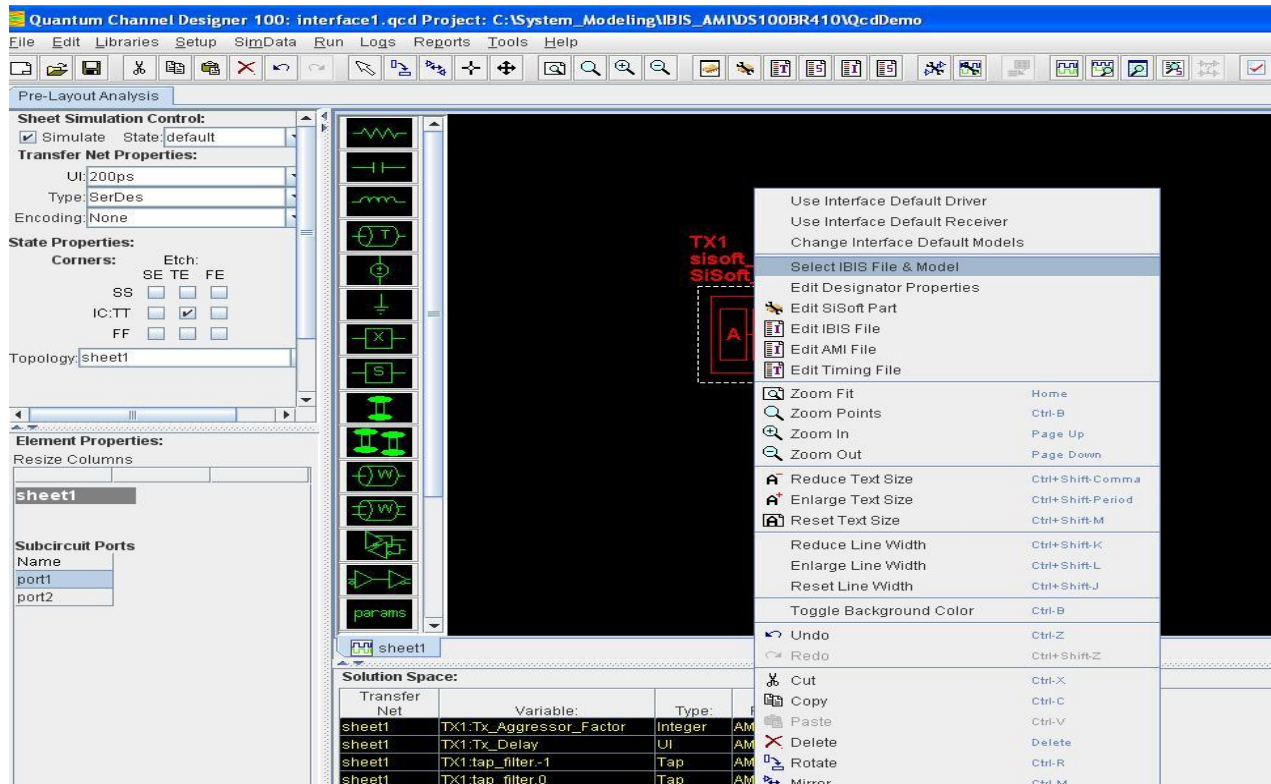 Quantum Channel Designer 100: interface1.qcd Project: C:\System_Modeling\IBIS_AMI\DS100BR410\QcdDemo
File Edit Libraries Setup SimData Run Logs Reports Tools Help
Pre-Layout Analysis
Sheet Simulation Control:
Simulate State: default
Transfer Net Properties:
UI: 200ps
Type: SerDes
Encoding: None
State Properties:
Corners: Etch:
SE TE FE
SS
IC:TT
FF
Topology: sheet1
Element Properties:
Resize Columns
sheet1
Subcircuit Ports
Name
port1
port2
T
X
S
W
W
params
TX1
sisoft_
SiSoft_
A
Use Interface Default Driver
Use Interface Default Receiver
Change Interface Default Models
Select IBIS File & Model
Edit Designator Properties
Edit SiSoft Part
Edit IBIS File
Edit AMI File
Edit Timing File
Zoom Fit Home
Zoom Points Ctrl-B
Zoom In Page Up
Zoom Out Page Down
Reduce Text Size Ctrl+Shift-Comma
Enlarge Text Size Ctrl+Shift-Period
Reset Text Size Ctrl+Shift-M
Reduce Line Width Ctrl+Shift-K
Enlarge Line Width Ctrl+Shift-L
Reset Line Width Ctrl+Shift-J
Toggle Background Color Ctrl-B
Undo Ctrl-Z
Redo Ctrl+Shift-Z
Cut Ctrl-X
Copy Ctrl-C
Paste Ctrl-V
Delete Delete
Rotate Ctrl-R
Mirror Ctrl-M
sheet1
Solution Space:
Transfer Net Variable: Type:
sheet1 TX1:Tx_Aggressor_Factor Integer AM
sheet1 TX1:Tx_Delay UI AM
sheet1 TX1:tap_filter.-1 Tap AM
sheet1 TX1:tap_filter.0 Tap AM